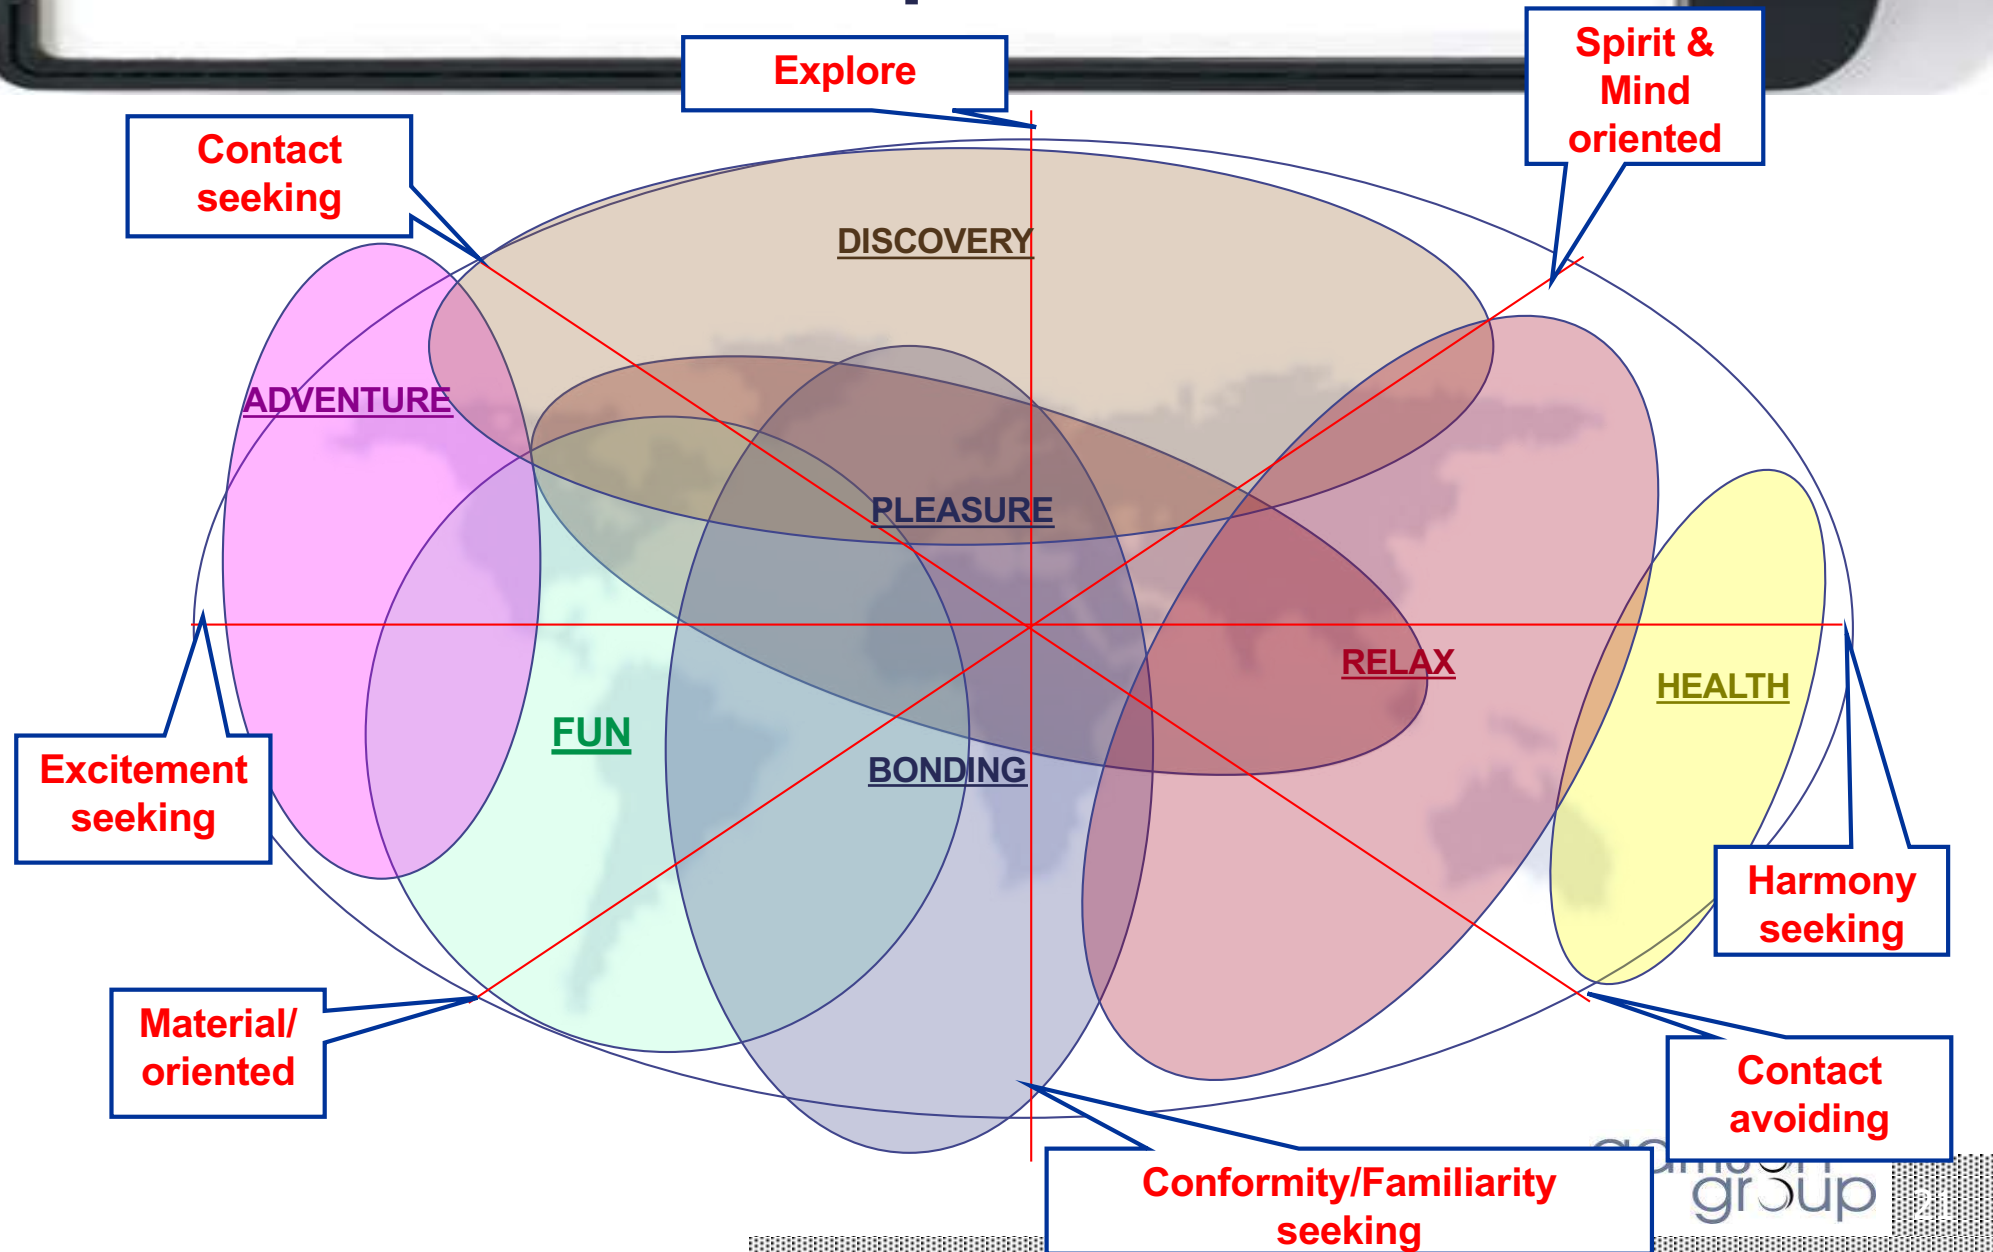 Explore
Spirit &
Mind
oriented
Contact
seeking
DISCOVERY
ADVENTURE
PLEASURE
RELAX
HEALTH
FUN
BONDING
Excitement
seeking
Harmony
seeking
Material/
oriented
Contact
avoiding
Conformity/Familiarity
seeking
group
21